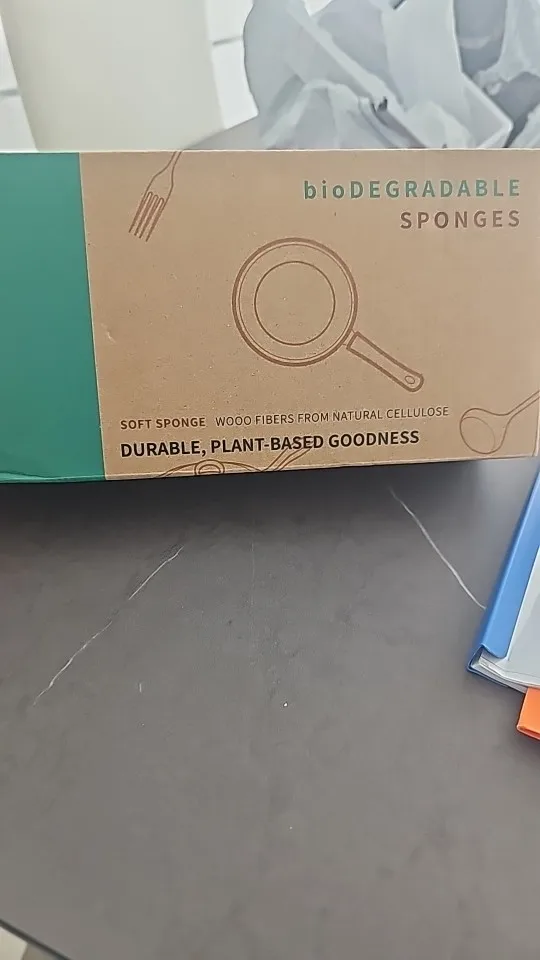 bioDEGRADABLE
SPONGES
SOFT SPONGE WOOO FIBERS FROM NATURAL CELLULOSE
DURABLE, PLANT-BASED GOODNESS